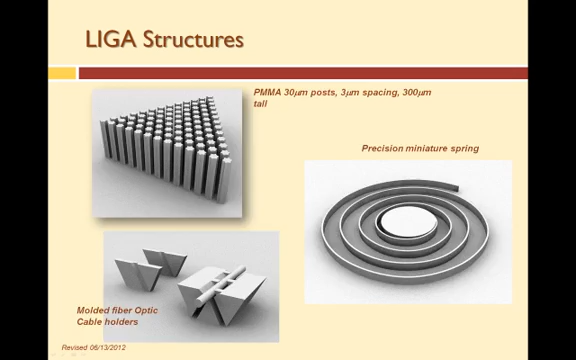 LIGA Structures
PMMA 30μm posts, 3μm spacing, 300μm
tall
Precision miniature spring
Molded fiber Optic
Cable holders
Revised 06/13/2012